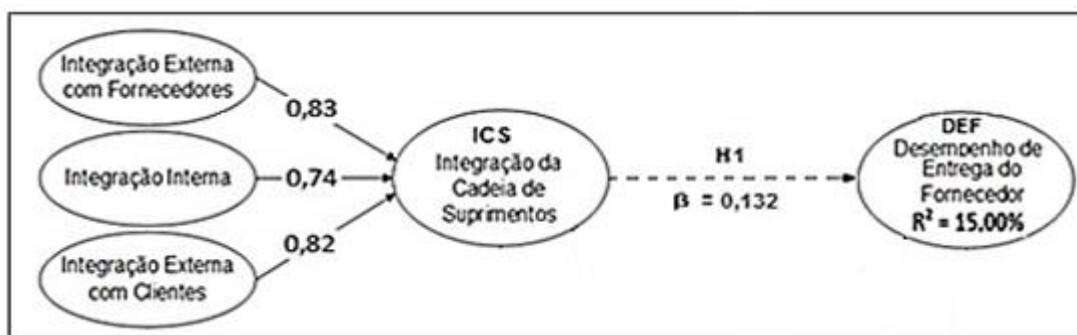 Integração Externa
com Fornecedores
0,83
Integração Interna
0,74
Integração Externa
com Clientes
0,82
ICS
Integração da
Cadeia de
Suprimentos
H1
β = 0,132
DEF
Desempenho de
Entrega do
Fornecedor
R² = 15,00%